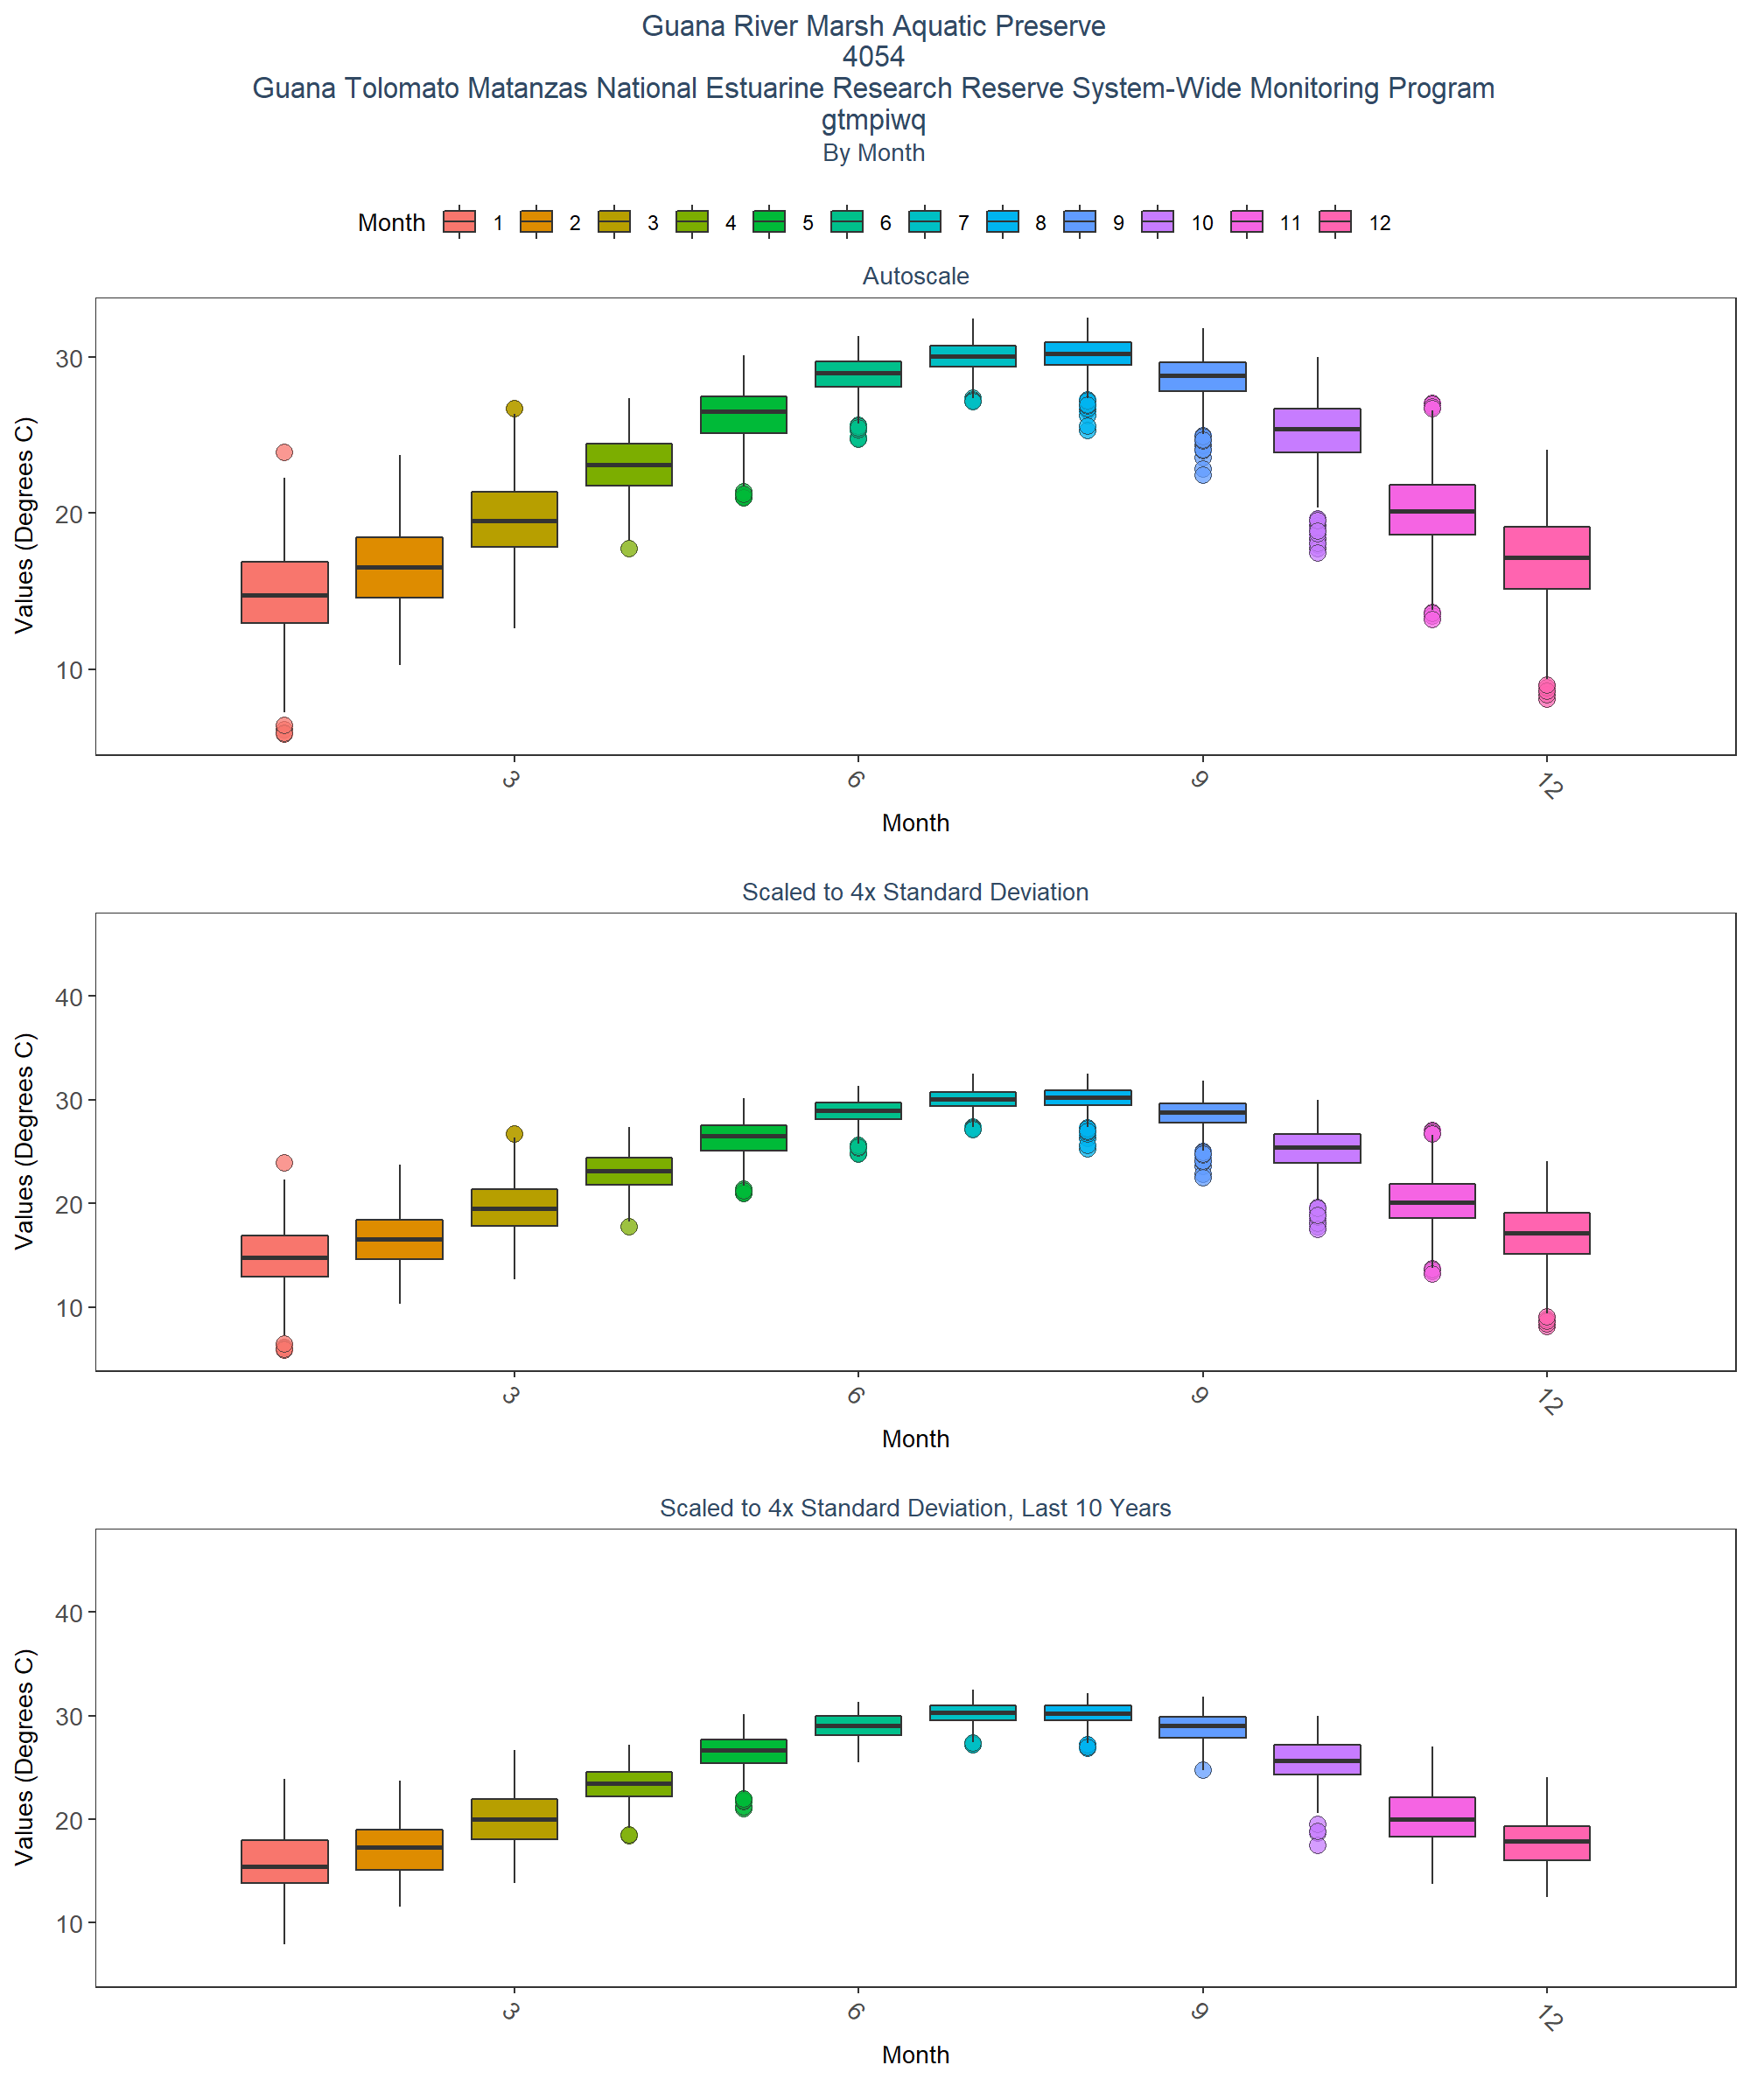 Guana River Marsh Aquatic Preserve
4054
Guana Tolomato Matanzas National Estuarine Research Reserve System-Wide Monitoring Program
gtmpiwq
By Month
Month 1 2 3 4 5 6 7 8 9 10 11 12
Autoscale
Values (Degrees C)
30
20
10
3 6 9 12
Month
Scaled to 4x Standard Deviation
Values (Degrees C)
40
30
20
10
3 6 9 12
Month
Scaled to 4x Standard Deviation, Last 10 Years
Values (Degrees C)
40
30
20
10
3 6 9 12
Month